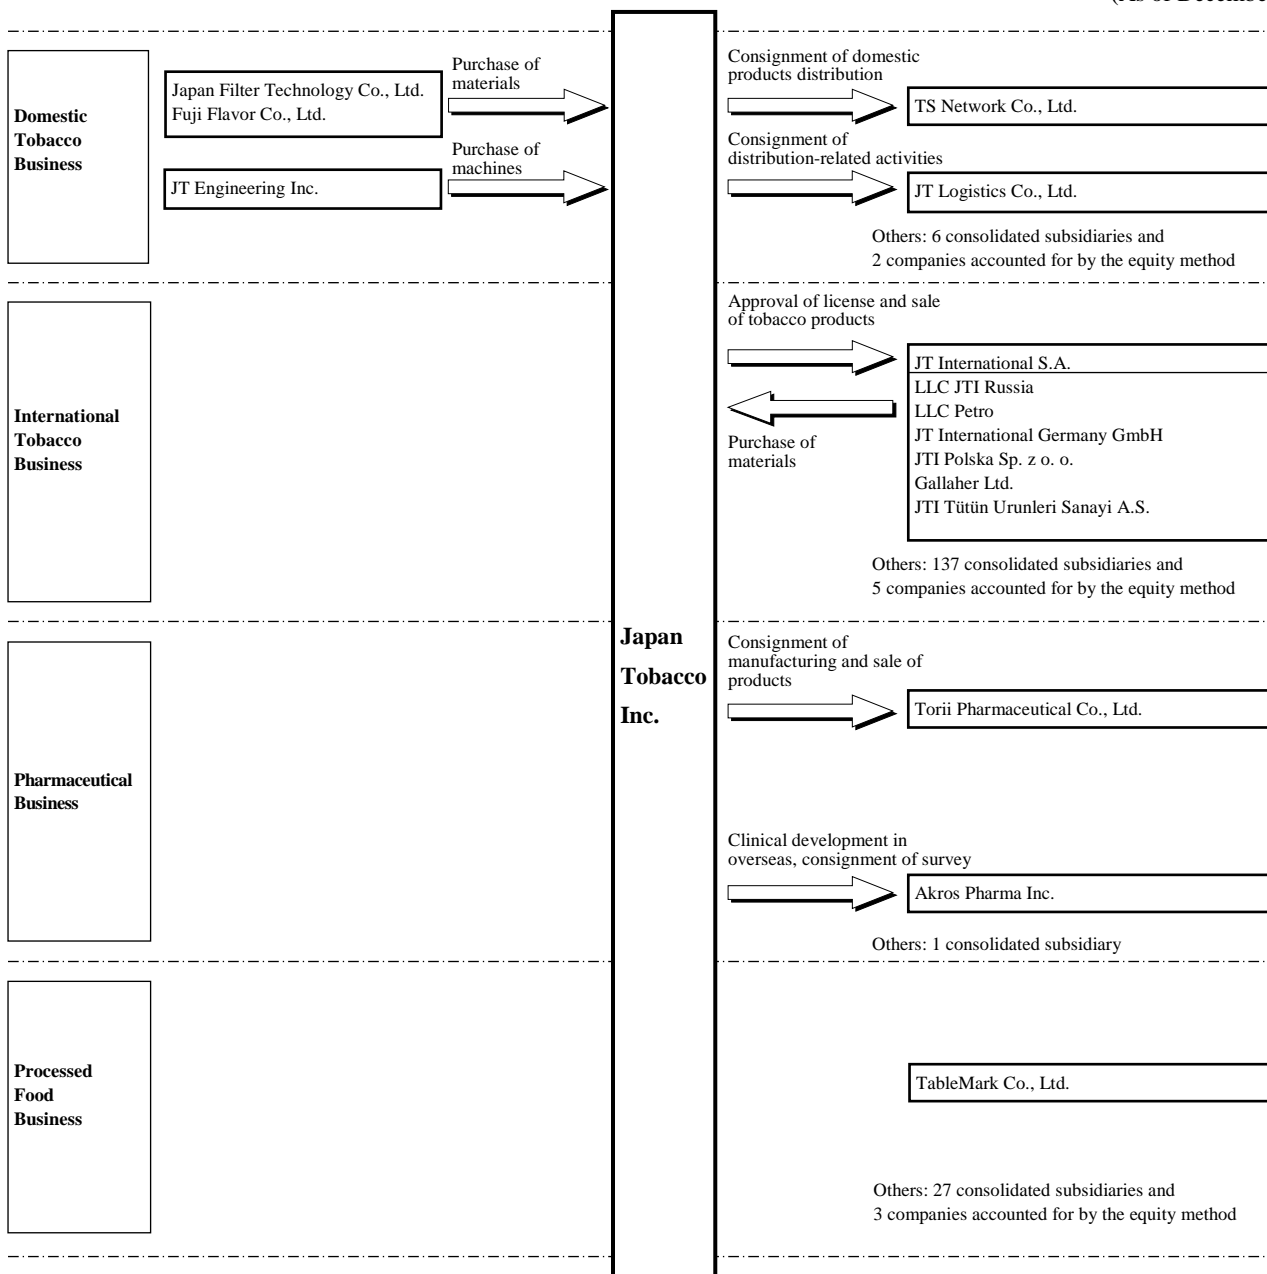 (As of December
Domestic
Tobacco
Business
Japan Filter Technology Co., Ltd.
Fuji Flavor Co., Ltd.
Purchase of
materials
JT Engineering Inc.
Purchase of
machines
Consignment of domestic
products distribution
TS Network Co., Ltd.
Consignment of
distribution-related activities
JT Logistics Co., Ltd.
Others: 6 consolidated subsidiaries and
2 companies accounted for by the equity method
International
Tobacco
Business
Approval of license and sale
of tobacco products
JT International S.A.
LLC JTI Russia
LLC Petro
JT International Germany GmbH
JTI Polska Sp. z o. o.
Gallaher Ltd.
JTI Tütün Urunleri Sanayi A.S.
Purchase of
materials
Others: 137 consolidated subsidiaries and
5 companies accounted for by the equity method
Japan
Tobacco
Inc.
Pharmaceutical
Business
Consignment of
manufacturing and sale of
products
Torii Pharmaceutical Co., Ltd.
Clinical development in
overseas, consignment of survey
Akros Pharma Inc.
Others: 1 consolidated subsidiary
Processed
Food
Business
TableMark Co., Ltd.
Others: 27 consolidated subsidiaries and
3 companies accounted for by the equity method